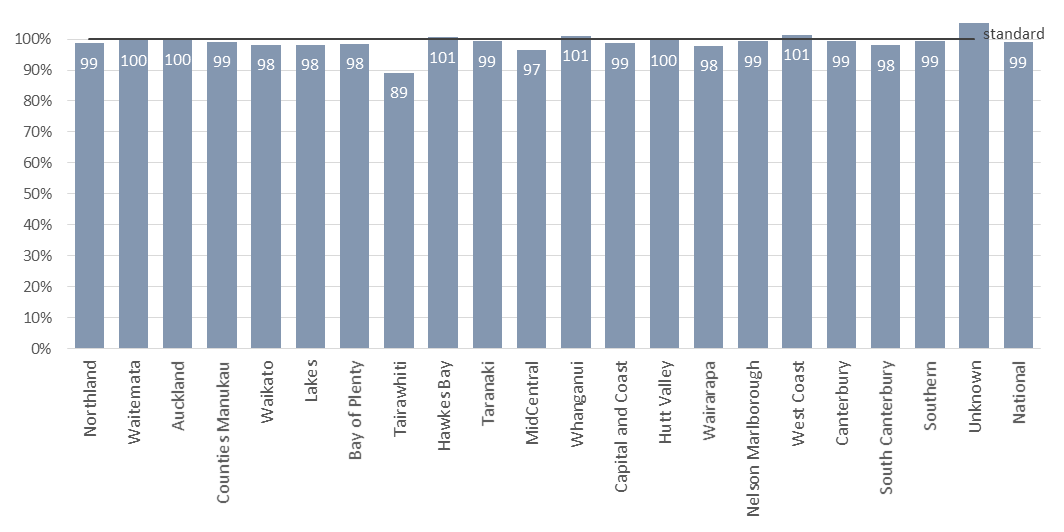 100%
90%
80%
70%
60%
50%
40%
30%
20%
10%
0%
standard
99
100
100
99
98
98
98
89
101
99
97
101
99
100
98
99
101
99
98
99
99
Northland
Waitemata
Auckland
Counties Manukau
Waikato
Lakes
Bay of Plenty
Tairawhiti
Hawkes Bay
Taranaki
MidCentral
Whanganui
Capital and Coast
Hutt Valley
Wairarapa
Nelson Marlborough
West Coast
Canterbury
South Canterbury
Southern
Unknown
National